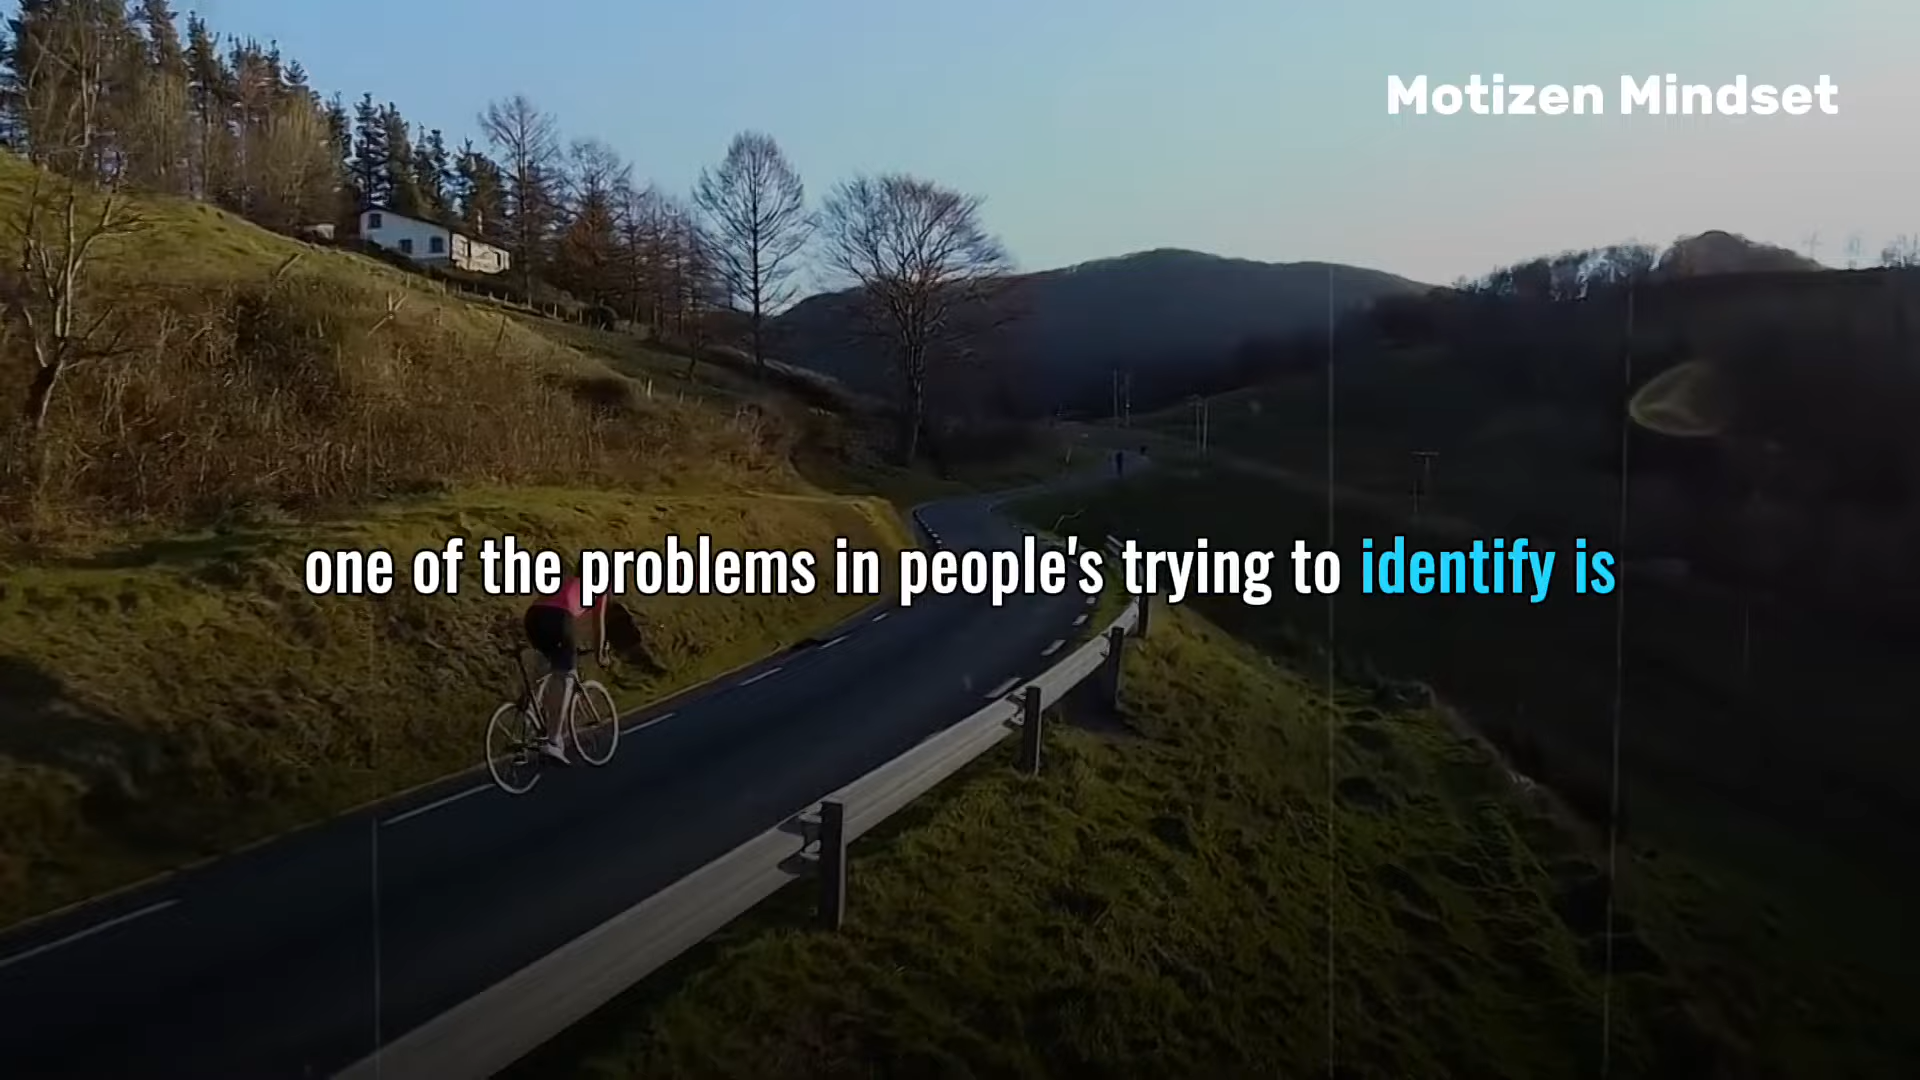 Motizen Mindset
one of the problems in people's trying to identify is